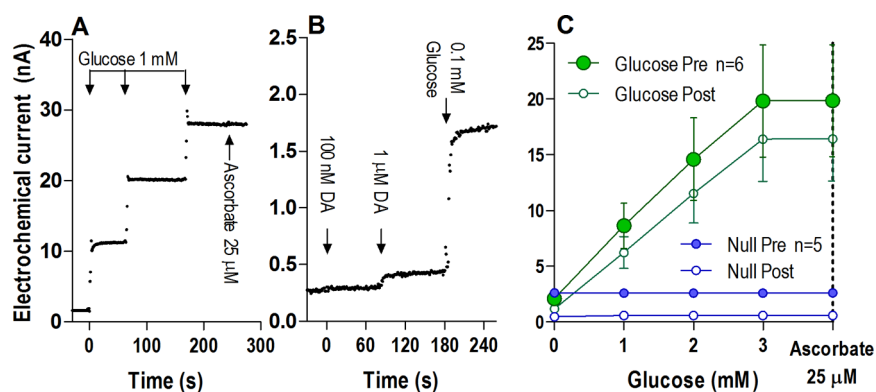 A
Electrochemical current (nA)
40
30
20
10
0
Glucose 1 mM
Ascorbate 25 μM
0 100 200 300
Time (s)
B
2.5
2.0
1.5
1.0
0.5
0.0
100 nM DA
1 μM DA
0.1 mM
Glucose
0 60 120 180 240
Time (s)
C
25
20
15
10
5
0
Glucose Pre n=6
Glucose Post
Null Pre n=5
Null Post
0 1 2 3 Ascorbate
25 μM
Glucose (mM)